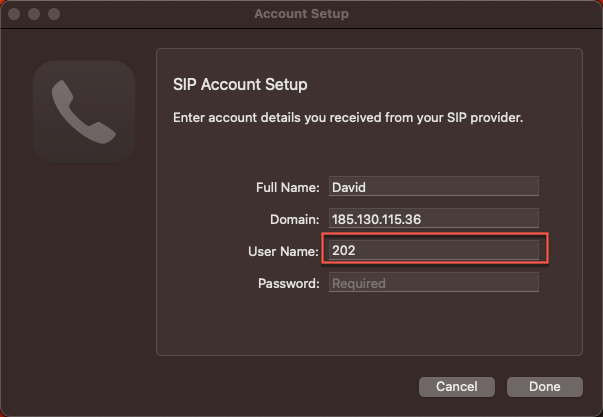 Account Setup
SIP Account Setup
Enter account details you received from your SIP provider.
Full Name: David
Domain: 185.130.115.36
User Name: 202
Password: Required
Cancel Done